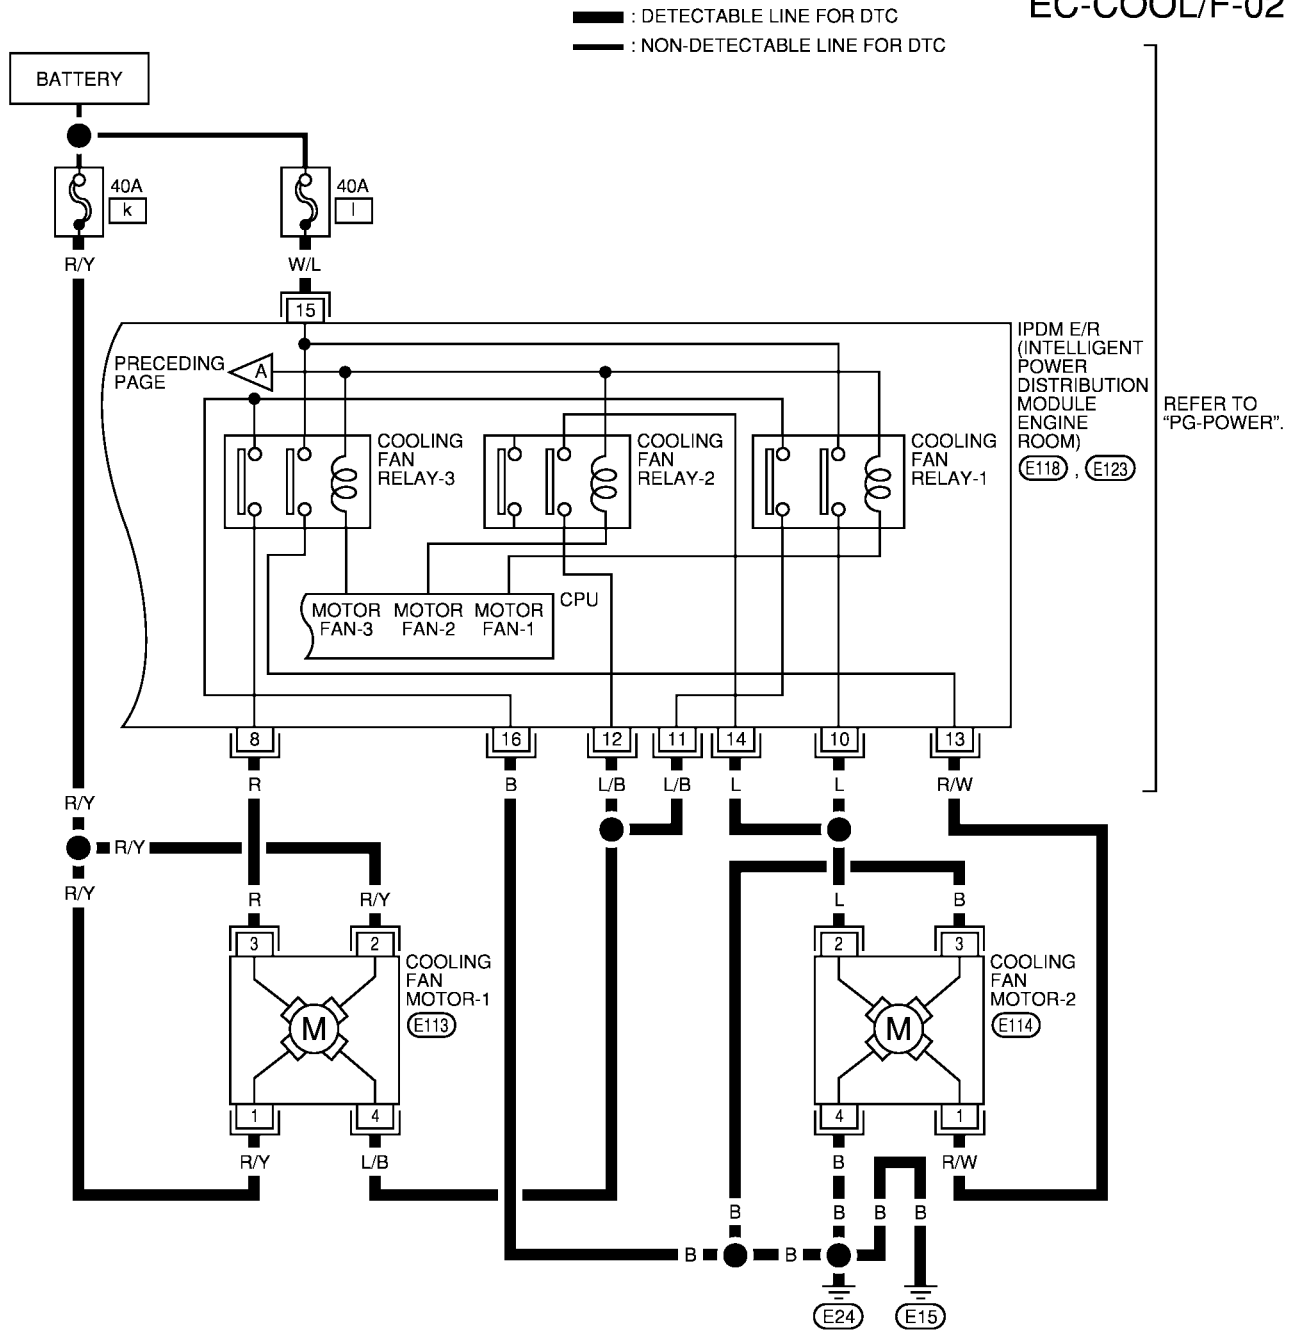 EC-COOL/F-02
: DETECTABLE LINE FOR DTC
: NON-DETECTABLE LINE FOR DTC
BATTERY
40A
k
40A
l
R/Y
W/L
15
PRECEDING
PAGE
A
IPDM E/R
(INTELLIGENT
POWER
DISTRIBUTION
MODULE
ENGINE
ROOM)
E118 , E123
REFER TO
“PG-POWER”.
COOLING
FAN
RELAY-3
COOLING
FAN
RELAY-2
COOLING
FAN
RELAY-1
CPU
MOTOR
FAN-3
MOTOR
FAN-2
MOTOR
FAN-1
8
16
12
11
14
10
13
R
B
L/B
L/B
L
L
R/W
R/Y
R/Y
R/Y
R
R/Y
L
B
3
2
2
3
COOLING
FAN
MOTOR-1
E113
M
COOLING
FAN
MOTOR-2
E114
M
1
4
4
1
R/Y
L/B
B
R/W
B
B
B
B
B
B
E24
E15